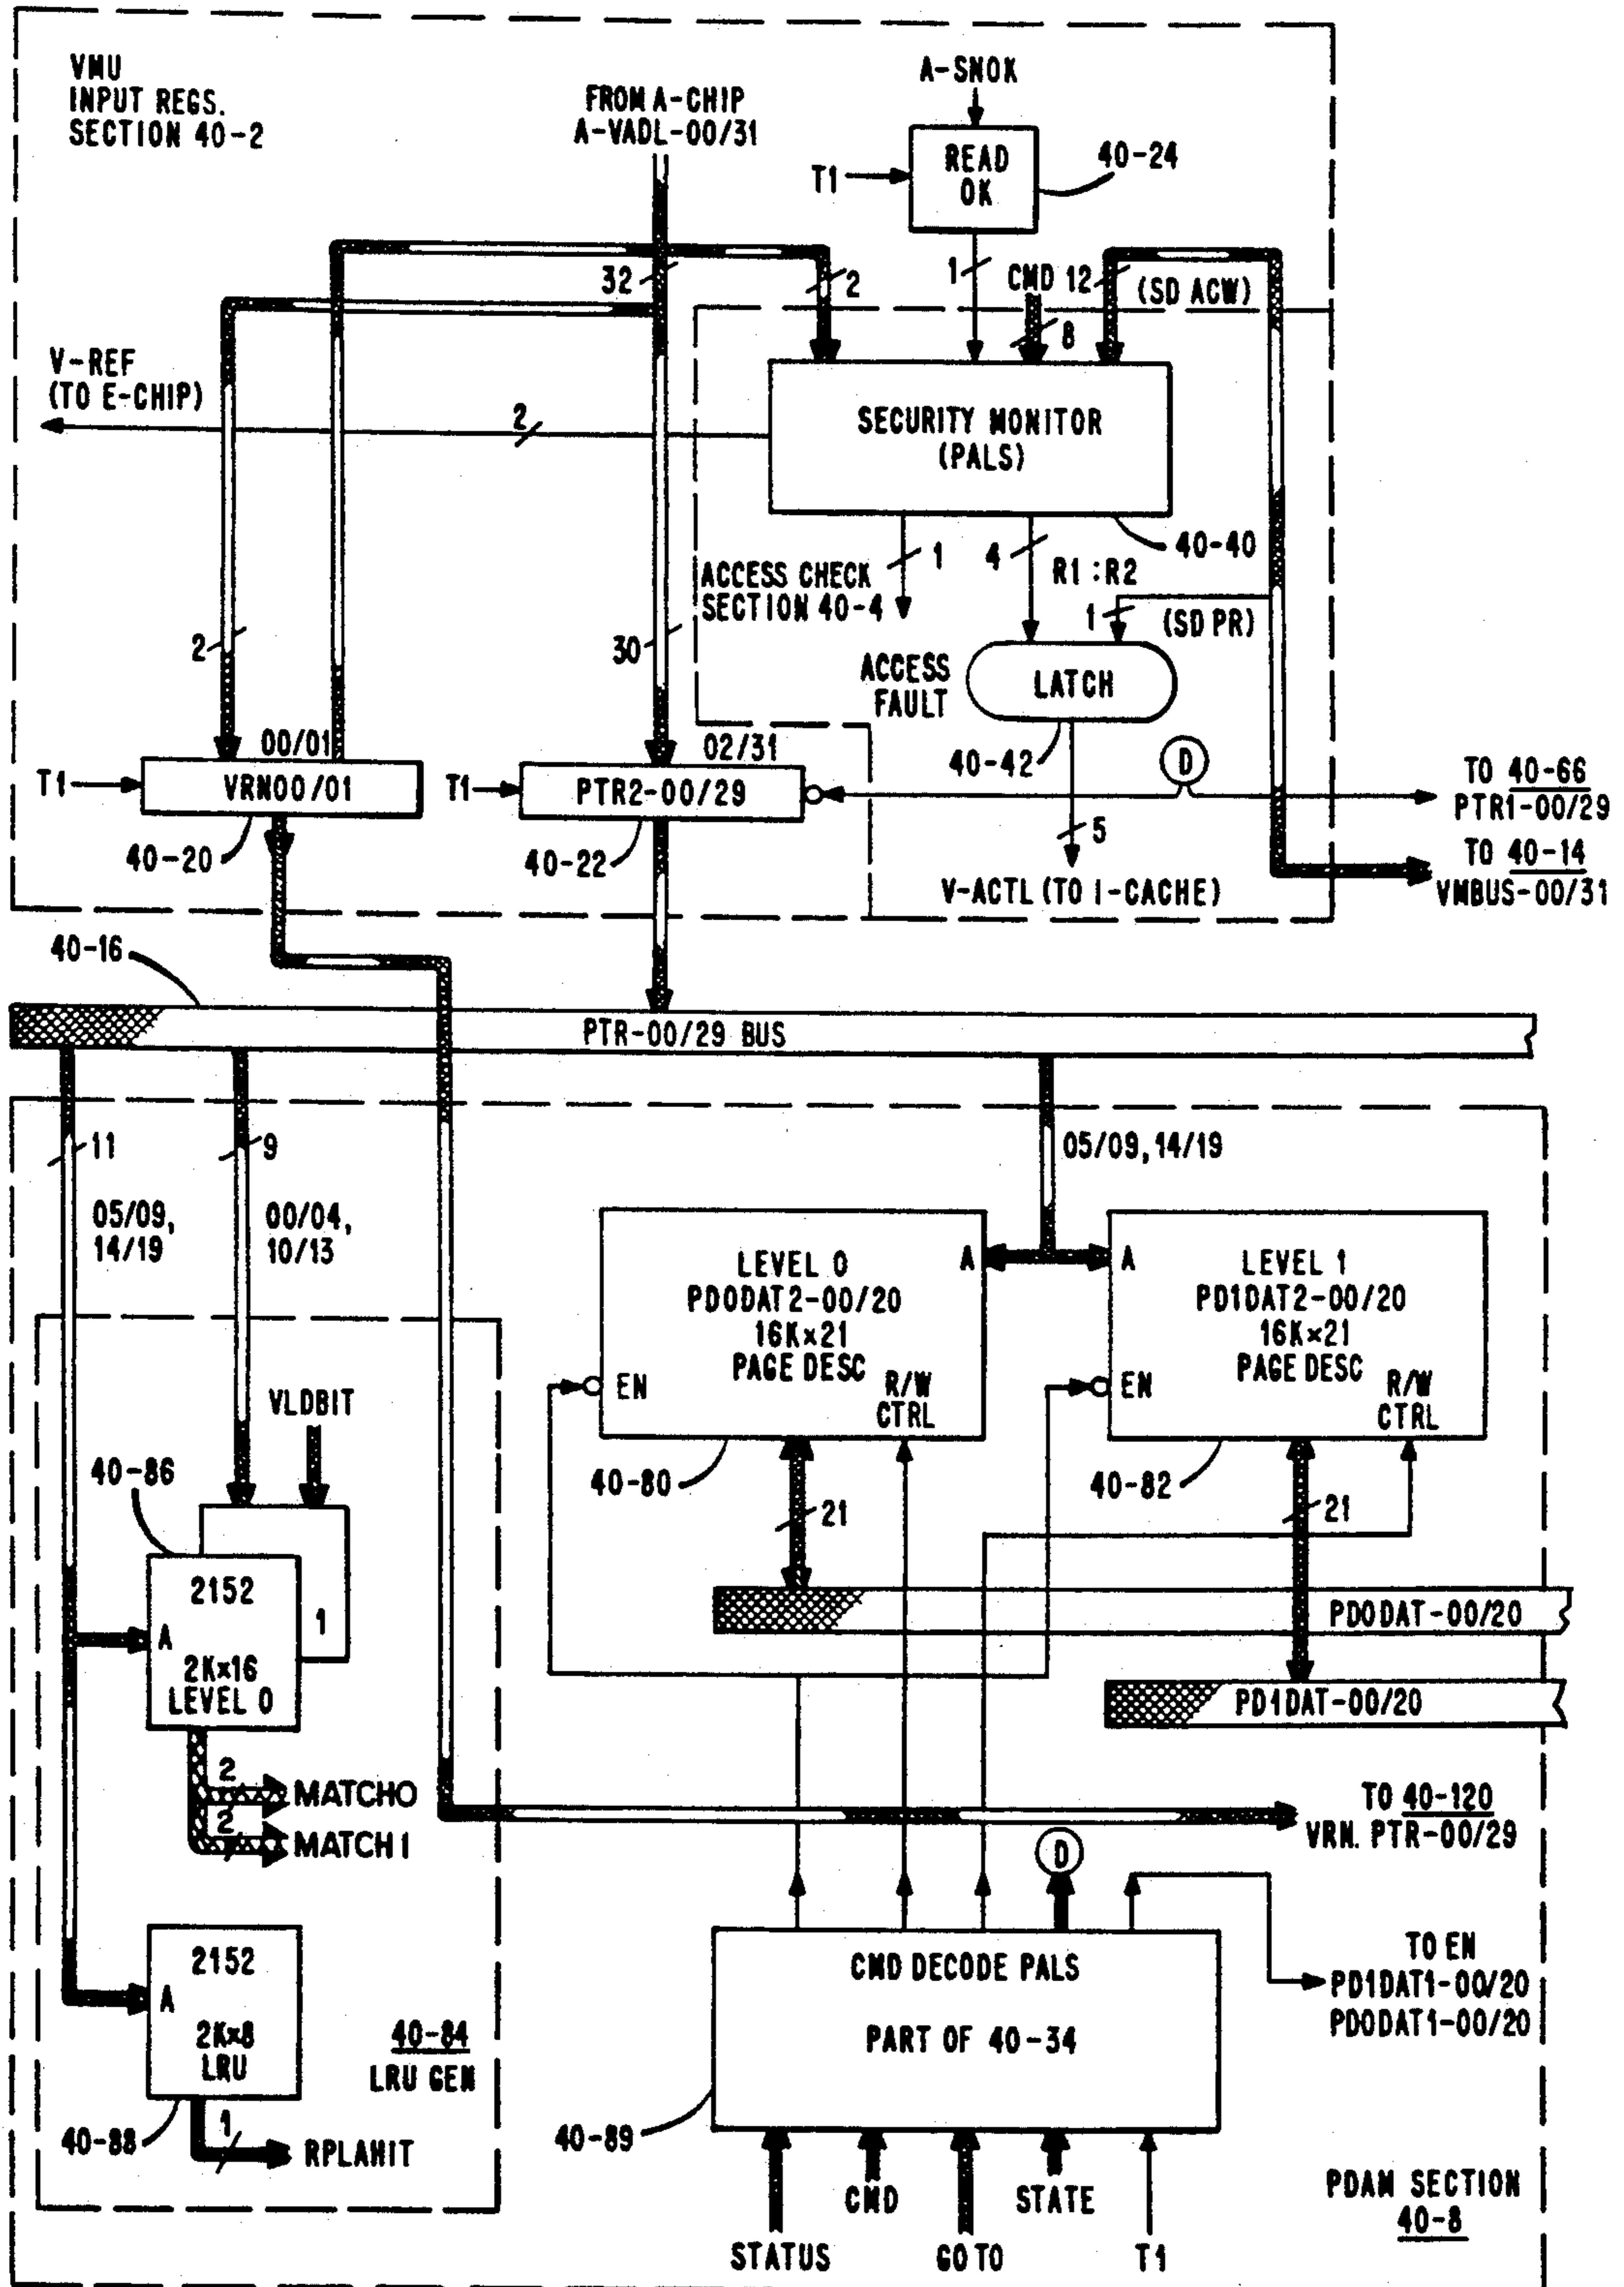 VMU
INPUT REGS.
SECTION 40-2
FROM A-CHIP
A-VADL-00/31
A-SNOK
READ
OK
T1
40-24
32
2
1
CMD
12
(SD ACW)
8
V-REF
(TO E-CHIP)
2
SECURITY MONITOR
(PALS)
40-40
ACCESS CHECK
SECTION 40-4
1
4
R1:R2
1
(SD PR)
2
30
ACCESS
FAULT
LATCH
40-42
00/01
02/31
T1
VRN00/01
T1
PTR2-00/29
D
TO 40-66
PTR1-00/29
40-20
40-22
5
TO 40-14
VMBUS-00/31
V-ACTL (TO I-CACHE)
40-16
PTR-00/29 BUS
11
9
05/09, 14/19
05/09,
14/19
00/04,
10/13
A
LEVEL 0
PD0DAT2-00/20
16K×21
PAGE DESC
EN
R/W
CTRL
A
LEVEL 1
PD1DAT2-00/20
16K×21
PAGE DESC
EN
R/W
CTRL
VLDBIT
40-86
40-80
21
40-82
21
2152
1
A
2K×16
LEVEL 0
PD0DAT-00/20
PD1DAT-00/20
2
MATCH0
2
MATCH1
TO 40-120
VRN. PTR-00/29
D
2152
A
2K×8
LRU
40-84
LRU GEN
CMD DECODE PALS
PART OF 40-34
TO EN
PD1DAT1-00/20
PD0DAT1-00/20
40-88
1
RPLAHIT
40-89
STATUS
CMD
GO TO
STATE
T1
PDAM SECTION
40-8